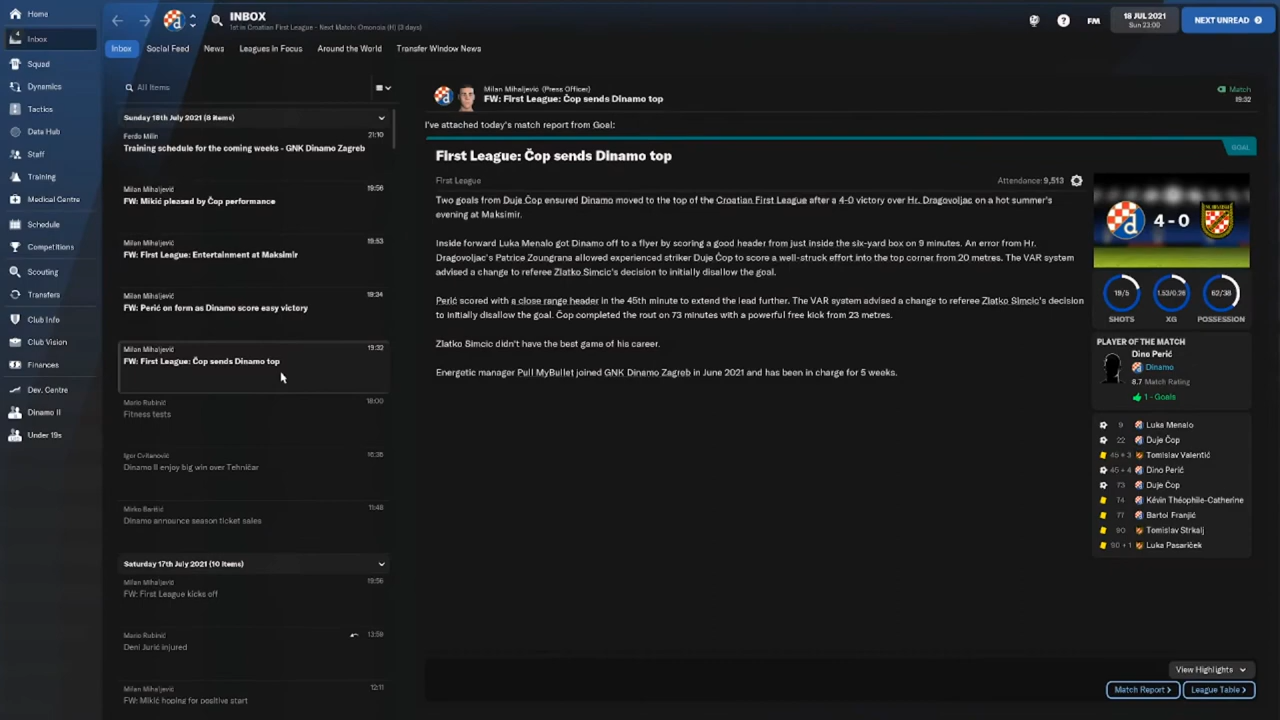 Home
Inbox
4
Squad
Dynamics
Tactics
Data Hub
Staff
Training
Medical Centre
Schedule
Competitions
Scouting
Transfers
Club Info
Club Vision
Finances
Dev. Centre
Dinamo II
Under 19s
INBOX
1st in Croatian First League - Next Match: Omonoia (H) (3 days)
FM
18 JUL 2021
Sun 23:00
NEXT UNREAD
Inbox
Social Feed
News
Leagues in Focus
Around the World
Transfer Window News
All Items
Sunday 18th July 2021 (8 Items)
Ferdo Milin 21:10
Training schedule for the coming weeks - GNK Dinamo Zagreb
Milan Mihaljević 19:56
FW: Mikić pleased by Čop performance
Milan Mihaljević 19:53
FW: First League: Entertainment at Maksimir
Milan Mihaljević 19:34
FW: Perić on form as Dinamo score easy victory
Milan Mihaljević 19:32
FW: First League: Čop sends Dinamo top
Mario Rubinić 18:00
Fitness tests
Igor Cvitanović
Dinamo II enjoy big win over Tehničar
Mirko Barišić 11:48
Dinamo announce season ticket sales
Saturday 17th July 2021 (10 Items)
Milan Mihaljević 19:56
FW: First League kicks off
Mario Rubinić 13:59
Deni Jurić injured
Milan Mihaljević 12:11
FW: Mikić hoping for positive start
Milan Mihaljević (Press Officer)
FW: First League: Čop sends Dinamo top
Match
19:32
I've attached today's match report from Goal:
GOAL
First League: Čop sends Dinamo top
First League
Attendance: 9,513
Two goals from Duje Čop ensured Dinamo moved to the top of the Croatian First League after a 4-0 victory over Hr. Dragovoljac on a hot summer's
evening at Maksimir.
Inside forward Luka Menalo got Dinamo off to a flyer by scoring a good header from just inside the six-yard box on 9 minutes. An error from Hr.
Dragovoljac's Patrice Zoungrana allowed experienced striker Duje Čop to score a well-struck effort into the top corner from 20 metres. The VAR system
advised a change to referee Zlatko Simcic's decision to initially disallow the goal.
Perić scored with a close range header in the 45th minute to extend the lead further. The VAR system advised a change to referee Zlatko Simcic's decision
to initially disallow the goal. Čop completed the rout on 73 minutes with a powerful free kick from 23 metres.
Zlatko Simcic didn't have the best game of his career.
Energetic manager Pull MyBullet joined GNK Dinamo Zagreb in June 2021 and has been in charge for 5 weeks.
4-0
19/5
SHOTS
XG
62/38
POSSESSION
PLAYER OF THE MATCH
Dino Perić
Dinamo
8.7 Match Rating
1 - Goals
9 Luka Menalo
22 Duje Čop
45 + 3 Tomislav Valentić
45 + 4 Dino Perić
73 Duje Čop
74 Kévin Théophile-Catherine
77 Bartol Franjić
90 Tomislav Strkalj
90 + 1 Luka Pasariček
View Highlights
Match Report >
League Table >